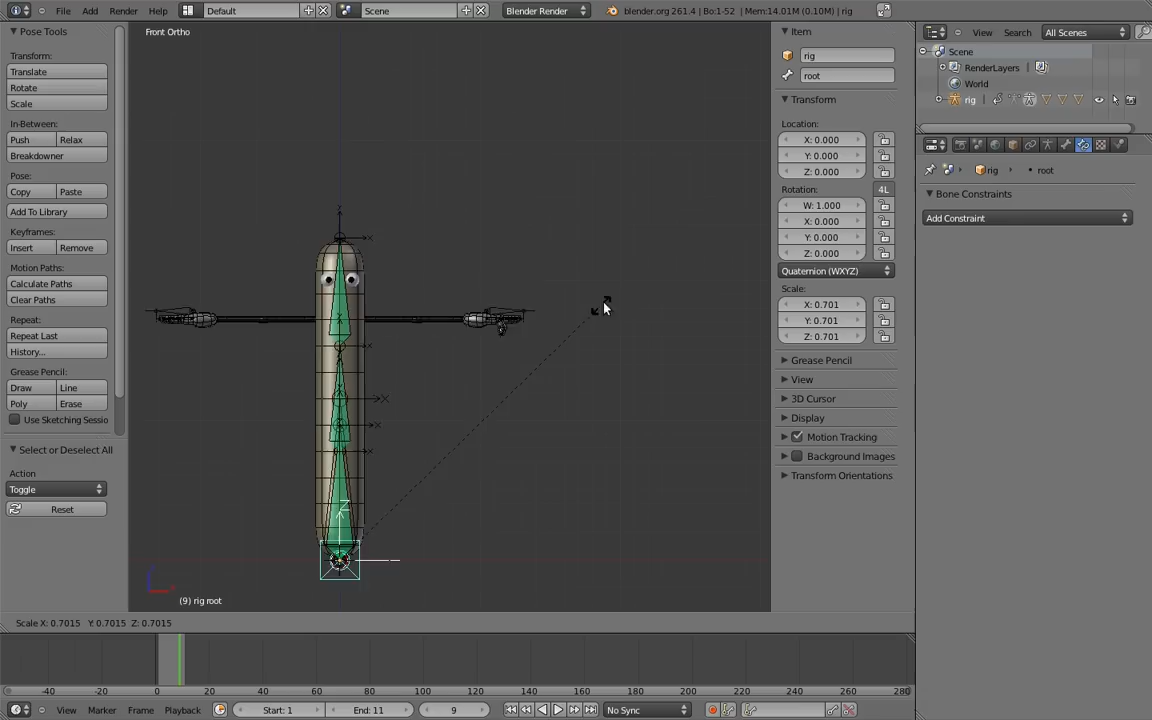 File Add Render Help Default Scene Blender Render blender.org 261.4 | Bo:1-52 | Mem:14.01M (0.10M) | rig
Pose Tools
Transform:
Translate
Rotate
Scale
In-Between:
Push Relax
Breakdowner
Pose:
Copy Paste
Add To Library
Keyframes:
Insert Remove
Motion Paths:
Calculate Paths
Clear Paths
Repeat:
Repeat Last
History...
Grease Pencil:
Draw Line
Poly Erase
Use Sketching Sessio
Select or Deselect All
Action
Toggle
Reset
Front Ortho
Z
(9) rig root
Scale X: 0.7015 Y: 0.7015 Z: 0.7015
Item
rig
root
Transform
Location:
X: 0.000
Y: 0.000
Z: 0.000
Rotation:
4L
W: 1.000
X: 0.000
Y: 0.000
Z: 0.000
Quaternion (WXYZ)
Scale:
X: 0.701
Y: 0.701
Z: 0.701
Grease Pencil
View
3D Cursor
Display
Motion Tracking
Background Images
Transform Orientations
View Search All Scenes
Scene
RenderLayers
World
rig
rig root
Bone Constraints
Add Constraint
-40 -20 0 20 40 60 80 100 120 140 160 180 200 220 240 260 280
View Marker Frame Playback Start: 1 End: 11 9 No Sync